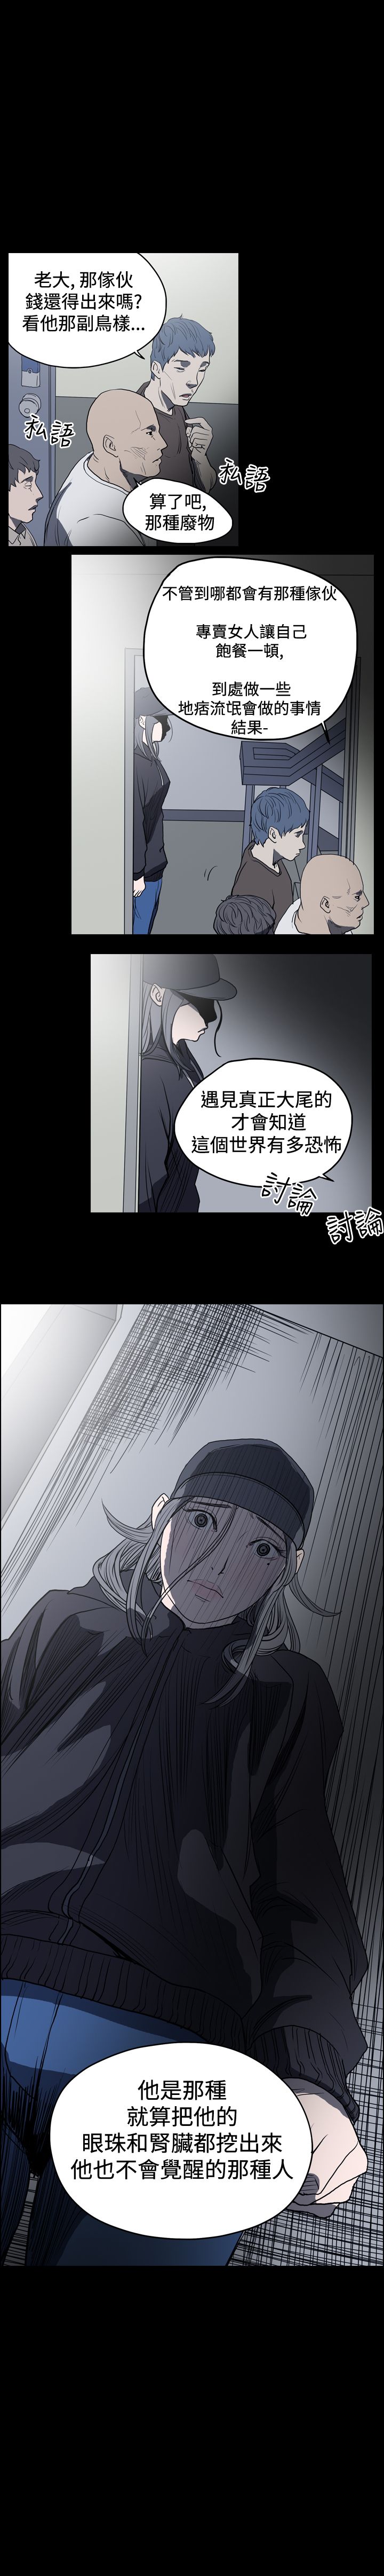 老大, 那傢伙
錢還得出來嗎?
看他那副鳥樣...
私語
私語
算了吧,
那種廢物
不管到哪都會有那種傢伙
專賣女人讓自己
飽餐一頓,
到處做一些
地痞流氓會做的事情
結果-
遇見真正大尾的
才會知道
這個世界有多恐怖
討論
討論
他是那種
就算把他的
眼珠和腎臟都挖出來
他也不會覺醒的那種人